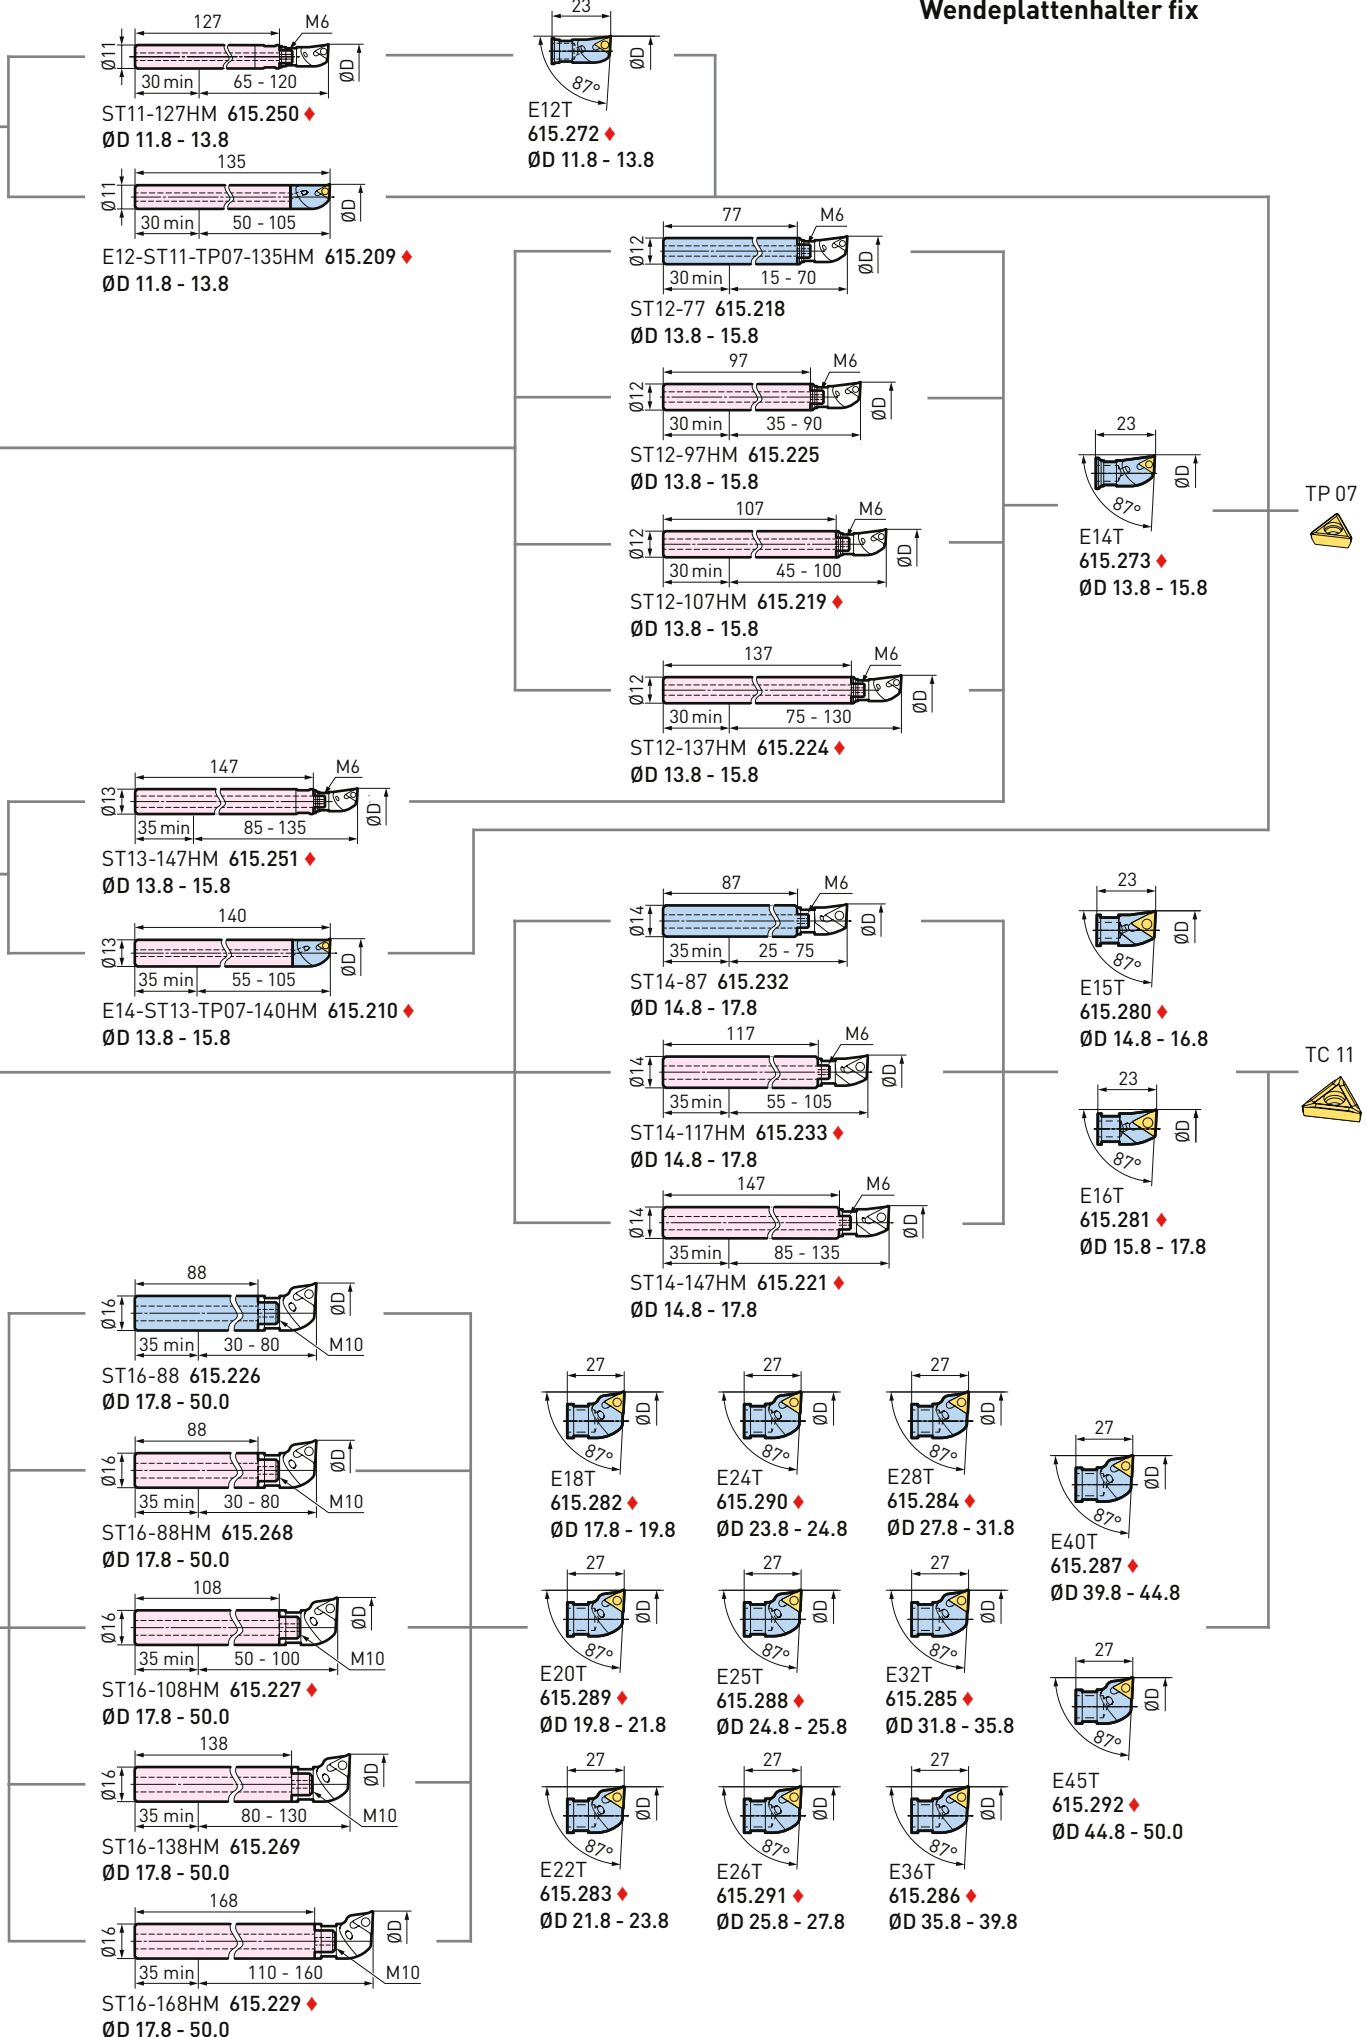 Wendeplattenhalter fix
127
M6
Ø11
ØD
30 min
65 - 120
ST11-127HM 615.250 ♦
ØD 11.8 - 13.8
23
ØD
87°
E12T
615.272 ♦
ØD 11.8 - 13.8
135
Ø11
ØD
30 min
50 - 105
E12-ST11-TP07-135HM 615.209 ♦
ØD 11.8 - 13.8
77
M6
Ø12
ØD
30 min
15 - 70
ST12-77 615.218
ØD 13.8 - 15.8
97
M6
Ø12
ØD
30 min
35 - 90
ST12-97HM 615.225
ØD 13.8 - 15.8
107
M6
Ø12
ØD
30 min
45 - 100
ST12-107HM 615.219 ♦
ØD 13.8 - 15.8
137
M6
Ø12
ØD
30 min
75 - 130
ST12-137HM 615.224 ♦
ØD 13.8 - 15.8
23
ØD
87°
E14T
615.273 ♦
ØD 13.8 - 15.8
TP 07
147
M6
Ø13
ØD
35 min
85 - 135
ST13-147HM 615.251 ♦
ØD 13.8 - 15.8
140
Ø13
ØD
35 min
55 - 105
E14-ST13-TP07-140HM 615.210 ♦
ØD 13.8 - 15.8
87
M6
Ø14
ØD
35 min
25 - 75
ST14-87 615.232
ØD 14.8 - 17.8
117
M6
Ø14
ØD
35 min
55 - 105
ST14-117HM 615.233 ♦
ØD 14.8 - 17.8
147
M6
Ø14
ØD
35 min
85 - 135
ST14-147HM 615.221 ♦
ØD 14.8 - 17.8
23
ØD
87°
E15T
615.280 ♦
ØD 14.8 - 16.8
23
ØD
87°
E16T
615.281 ♦
ØD 15.8 - 17.8
TC 11
88
Ø16
ØD
35 min
30 - 80
M10
ST16-88 615.226
ØD 17.8 - 50.0
88
Ø16
ØD
35 min
30 - 80
M10
ST16-88HM 615.268
ØD 17.8 - 50.0
108
Ø16
ØD
35 min
50 - 100
M10
ST16-108HM 615.227 ♦
ØD 17.8 - 50.0
138
Ø16
ØD
35 min
80 - 130
M10
ST16-138HM 615.269
ØD 17.8 - 50.0
168
Ø16
ØD
35 min
110 - 160
M10
ST16-168HM 615.229 ♦
ØD 17.8 - 50.0
27
ØD
87°
E18T
615.282 ♦
ØD 17.8 - 19.8
27
ØD
87°
E24T
615.290 ♦
ØD 23.8 - 24.8
27
ØD
87°
E28T
615.284 ♦
ØD 27.8 - 31.8
27
ØD
87°
E40T
615.287 ♦
ØD 39.8 - 44.8
27
ØD
87°
E20T
615.289 ♦
ØD 19.8 - 21.8
27
ØD
87°
E25T
615.288 ♦
ØD 24.8 - 25.8
27
ØD
87°
E32T
615.285 ♦
ØD 31.8 - 35.8
27
ØD
87°
E45T
615.292 ♦
ØD 44.8 - 50.0
27
ØD
87°
E22T
615.283 ♦
ØD 21.8 - 23.8
27
ØD
87°
E26T
615.291 ♦
ØD 25.8 - 27.8
27
ØD
87°
E36T
615.286 ♦
ØD 35.8 - 39.8